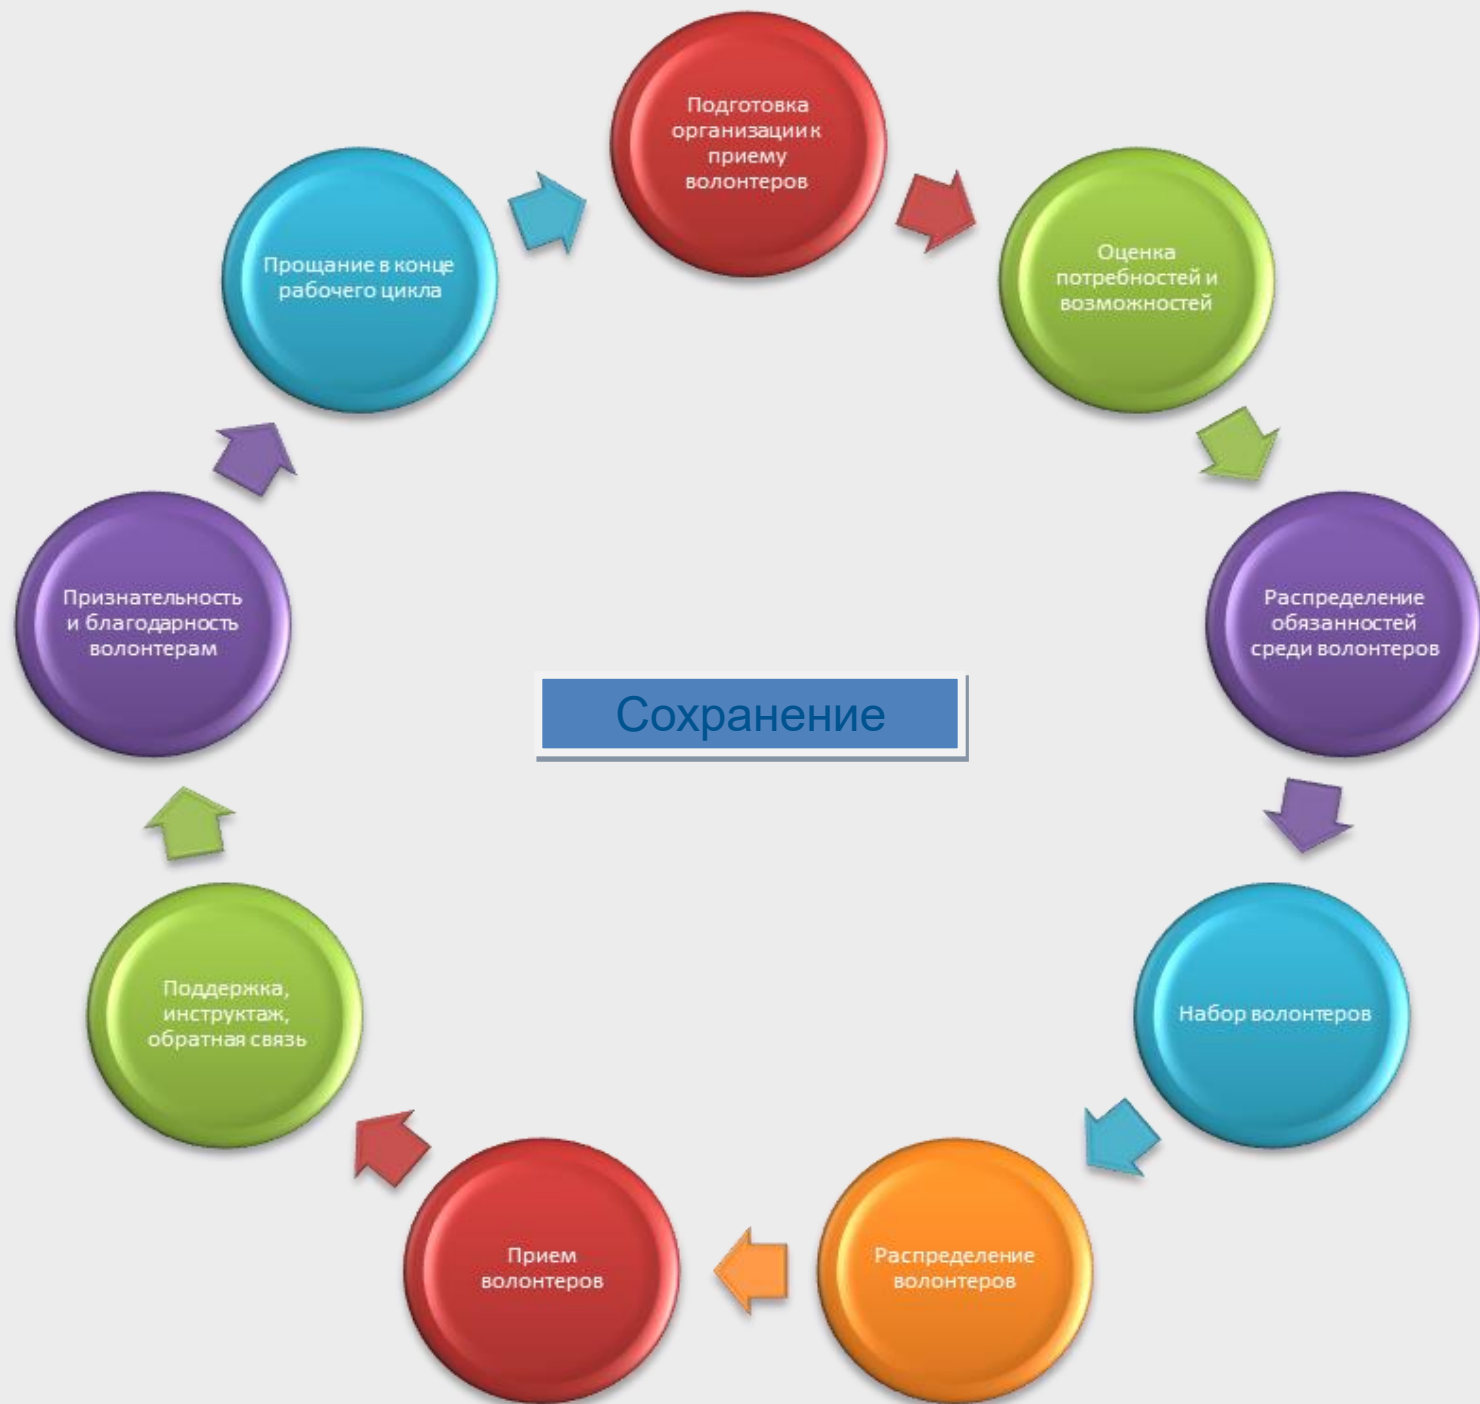 Подготовка
организации к
приему
волонтеров
Оценка
потребностей и
возможностей
Распределение
обязанностей
среди волонтеров
Набор волонтеров
Распределение
волонтеров
Прием
волонтеров
Поддержка,
инструктаж,
обратная связь
Признательность
и благодарность
волонтерам
Прощание в конце
рабочего цикла
Сохранение